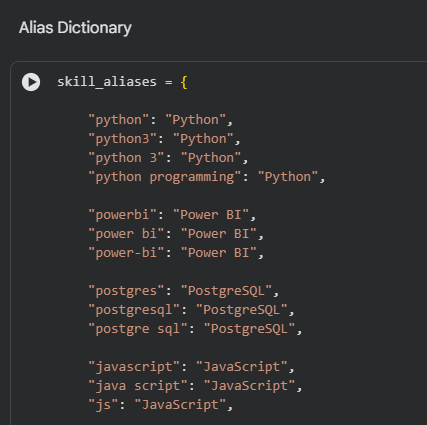 Alias Dictionary
skill_aliases = {
"python": "Python",
"python3": "Python",
"python 3": "Python",
"python programming": "Python",
"powerbi": "Power BI",
"power bi": "Power BI",
"power-bi": "Power BI",
"postgres": "PostgreSQL",
"postgresql": "PostgreSQL",
"postgre sql": "PostgreSQL",
"javascript": "JavaScript",
"java script": "JavaScript",
"js": "JavaScript",